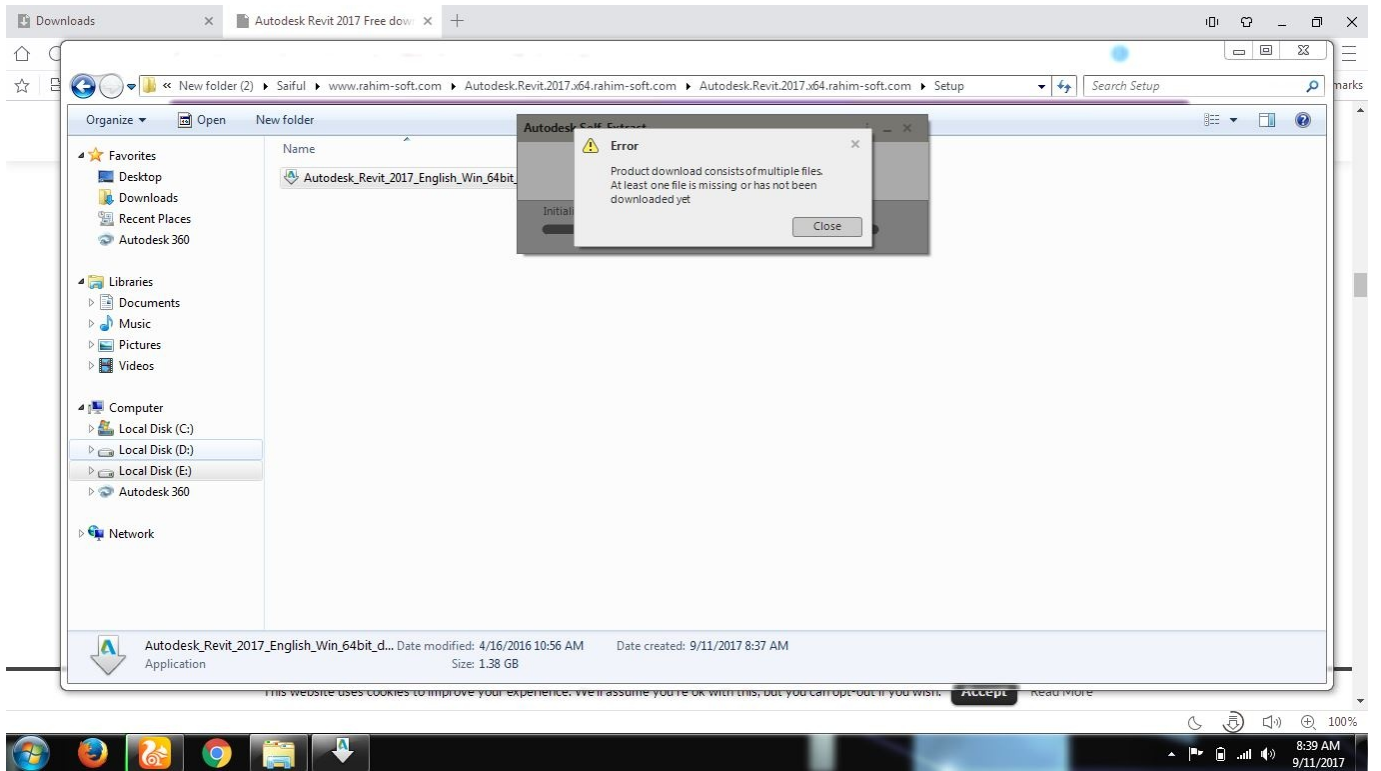 Downloads
Autodesk Revit 2017 Free dow
marks
« New folder (2) Saiful www.rahim-soft.com Autodesk.Revit.2017.x64.rahim-soft.com Autodesk.Revit.2017.x64.rahim-soft.com Setup
Search Setup
Organize Open New folder
Name
Autodesk_Revit_2017_English_Win_64bit_
Favorites
Desktop
Downloads
Recent Places
Autodesk 360
Libraries
Documents
Music
Pictures
Videos
Computer
Local Disk (C:)
Local Disk (D:)
Local Disk (E:)
Autodesk 360
Network
Autodesk Self-Extract
Initiali
Error
Product download consists of multiple files.
At least one file is missing or has not been
downloaded yet
Close
Autodesk_Revit_2017_English_Win_64bit_d... Date modified: 4/16/2016 10:56 AM Date created: 9/11/2017 8:37 AM
Application Size: 1.38 GB
This website uses cookies to improve your experience. We'll assume you're ok with this, but you can opt-out if you wish. Accept Read More
100%
8:39 AM
9/11/2017